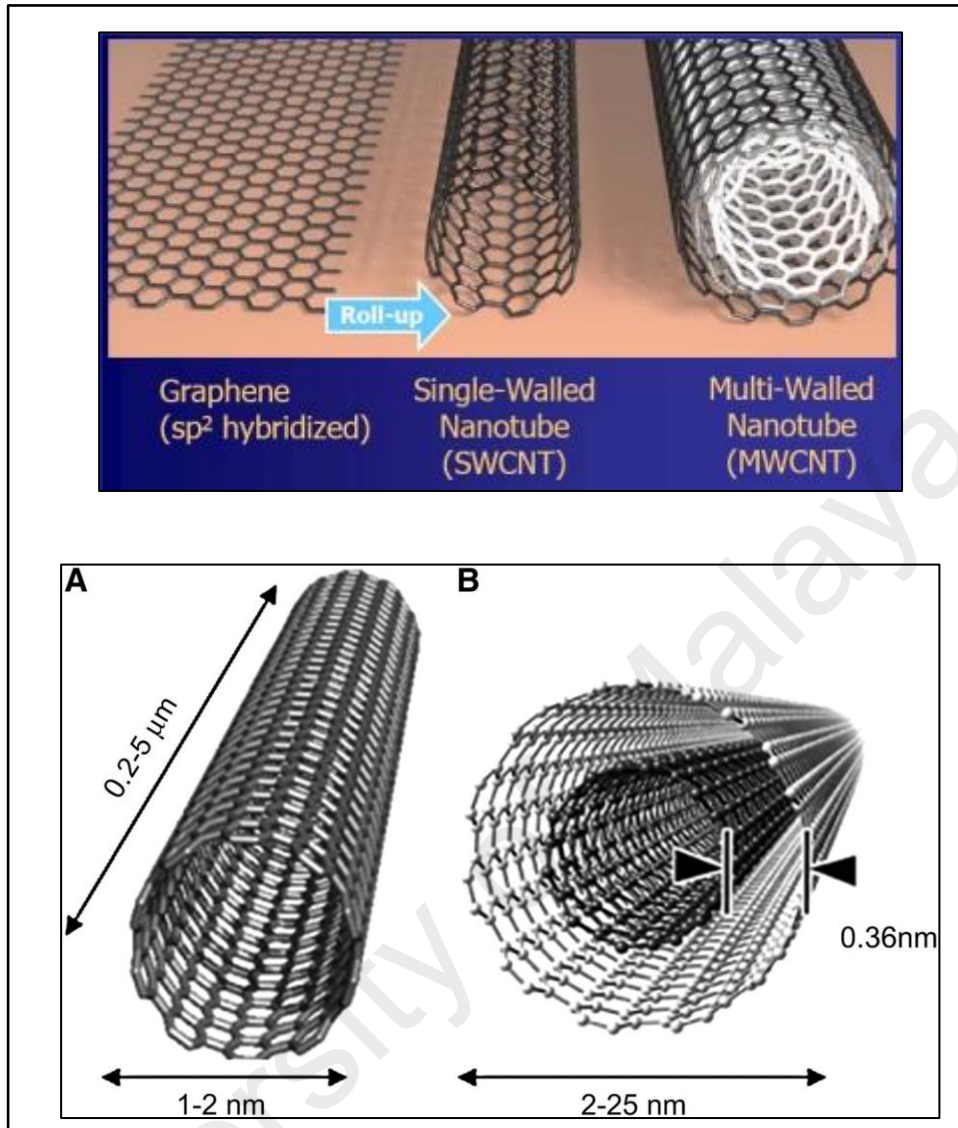 Roll-up
Graphene
(sp² hybridized)
Single-Walled
Nanotube
(SWCNT)
Multi-Walled
Nanotube
(MWCNT)
A
B
0.2-5 μm
0.36nm
1-2 nm
2-25 nm
Malaya